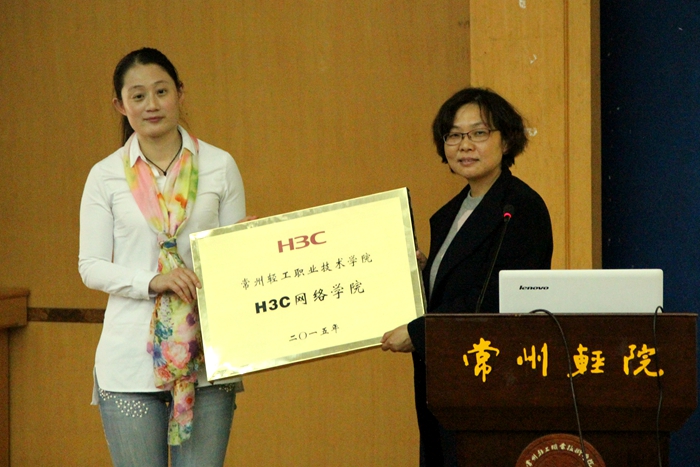 H3C
常州轻工职业技术学院
H3C网络学院
二〇一五年
lenovo
常州轻院